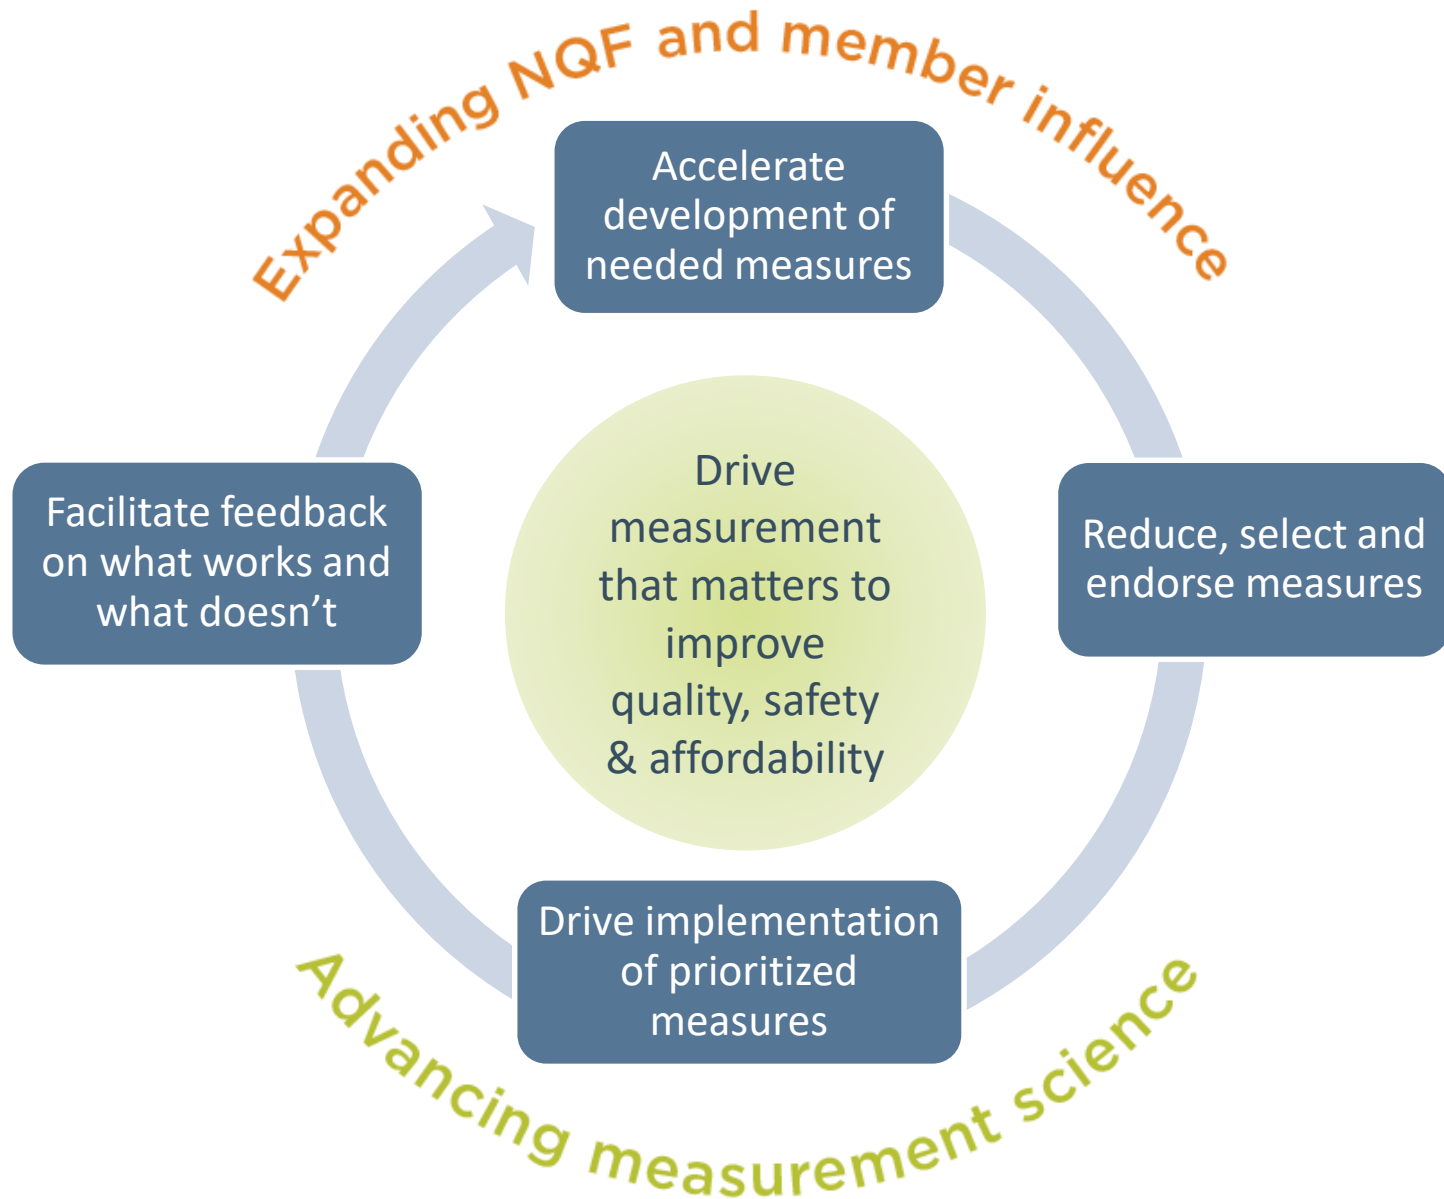 Expanding NQF and member influence
Accelerate
development of
needed measures
Facilitate feedback
on what works and
what doesn’t
Drive
measurement
that matters to
improve
quality, safety
& affordability
Reduce, select and
endorse measures
Drive implementation
of prioritized
measures
Advancing measurement science